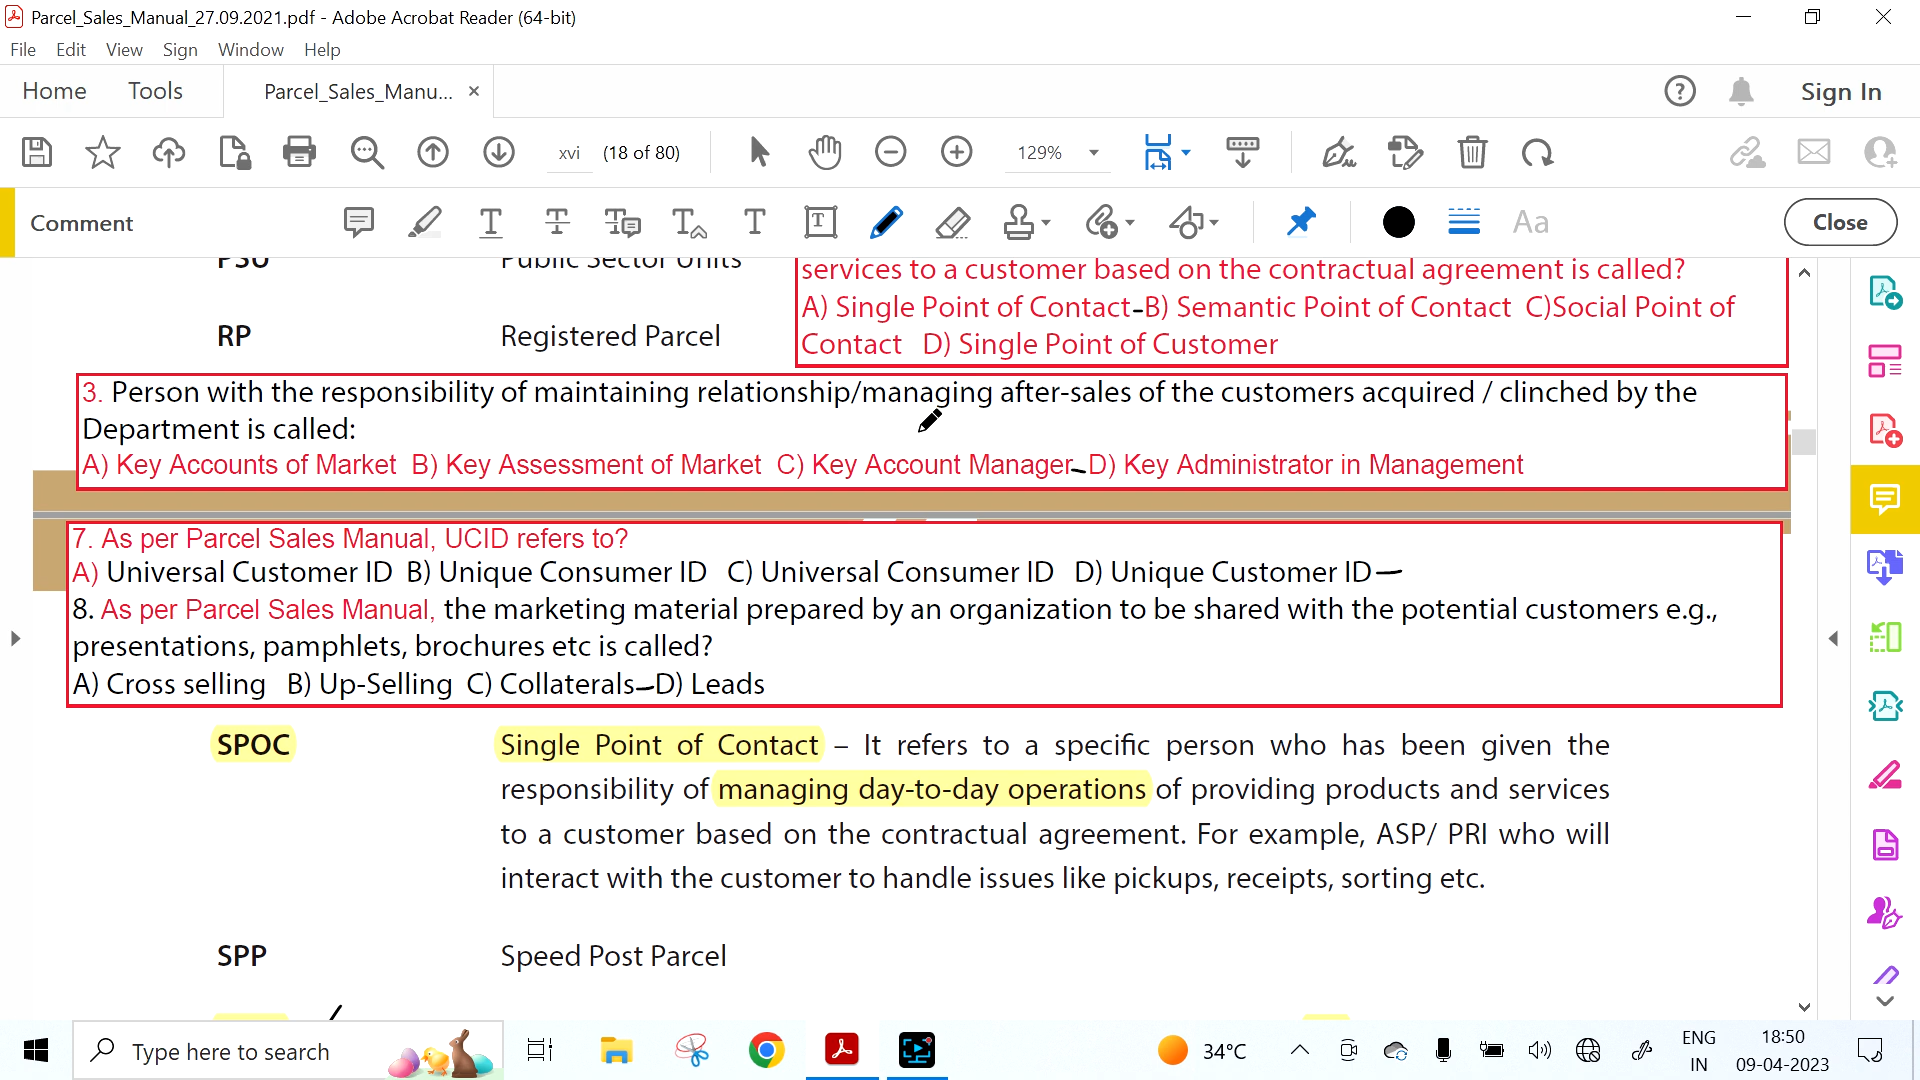 Parcel_Sales_Manual_27.09.2021.pdf - Adobe Acrobat Reader (64-bit)
File Edit View Sign Window Help
Home Tools Parcel_Sales_Manu... × Sign In
xvi (18 of 80) 129%
Comment Aa Close
PSU Public Sector Units
services to a customer based on the contractual agreement is called?
A) Single Point of Contact B) Semantic Point of Contact C)Social Point of
Contact D) Single Point of Customer
RP Registered Parcel
3. Person with the responsibility of maintaining relationship/managing after-sales of the customers acquired / clinched by the
Department is called:
A) Key Accounts of Market B) Key Assessment of Market C) Key Account Manager D) Key Administrator in Management
7. As per Parcel Sales Manual, UCID refers to?
A) Universal Customer ID B) Unique Consumer ID C) Universal Consumer ID D) Unique Customer ID
8. As per Parcel Sales Manual, the marketing material prepared by an organization to be shared with the potential customers e.g.,
presentations, pamphlets, brochures etc is called?
A) Cross selling B) Up-Selling C) Collaterals D) Leads
SPOC Single Point of Contact – It refers to a specific person who has been given the
responsibility of managing day-to-day operations of providing products and services
to a customer based on the contractual agreement. For example, ASP/ PRI who will
interact with the customer to handle issues like pickups, receipts, sorting etc.
SPP Speed Post Parcel
Type here to search 34°C ENG 18:50
IN 09-04-2023